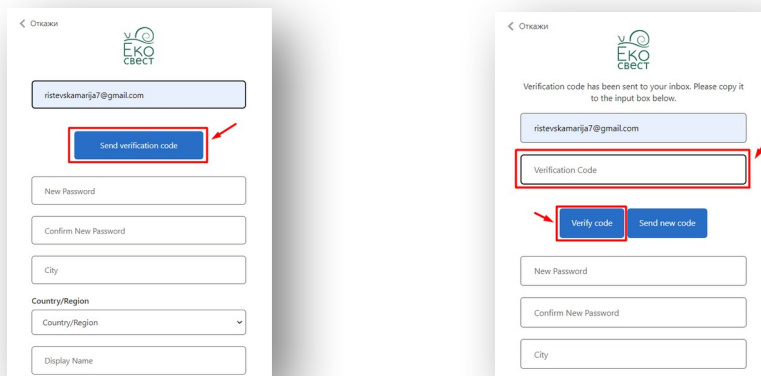 Откажи
ЕКО
СВЕСТ
ristevskamarija7@gmail.com
Send verification code
New Password
Confirm New Password
City
Country/Region
Country/Region
Display Name
Откажи
ЕКО
СВЕСТ
Verification code has been sent to your inbox. Please copy it
to the input box below.
ristevskamarija7@gmail.com
Verification Code
Verify code
Send new code
New Password
Confirm New Password
City